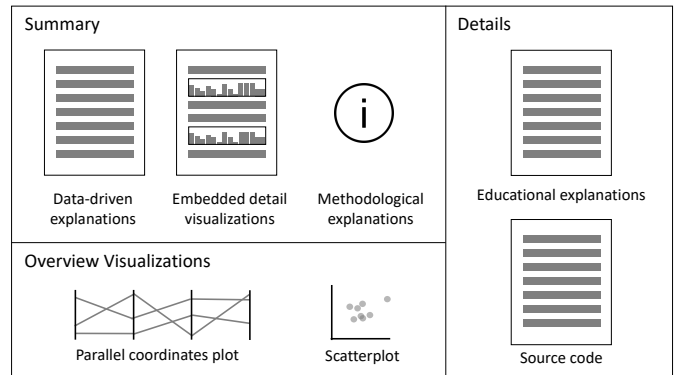 Summary
Data-driven
explanations
Embedded detail
visualizations
i
Methodological
explanations
Overview Visualizations
Parallel coordinates plot
Scatterplot
Details
Educational explanations
Source code